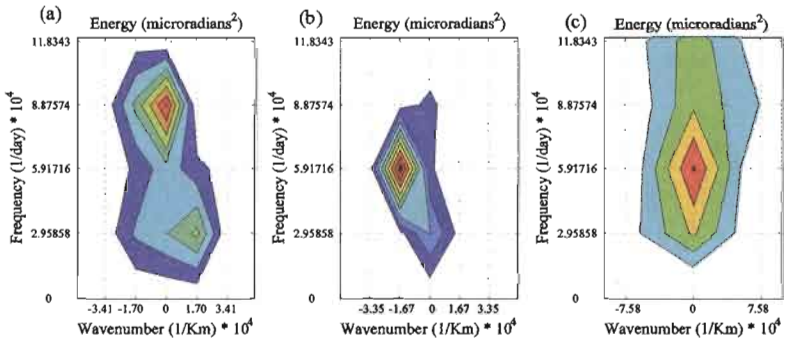 (a)
Energy (microradians²)
11.8343
8.87574
5.91716
2.95858
0
Frequency (1/day) * 10⁴
-3.41 -1.70 0 1.70 3.41
Wavenumber (1/Km) * 10⁴
(b)
Energy (microradians²)
11.8343
8.87574
5.91716
2.95858
0
Frequency (1/day) * 10⁴
-3.35 -1.67 0 1.67 3.35
Wavenumber (1/Km) * 10⁴
(c)
Energy (microradians²)
11.8343
8.87574
5.91716
2.95858
0
Frequency (1/day) * 10⁴
-7.58 0 7.58
Wavenumber (1/Km) * 10⁴